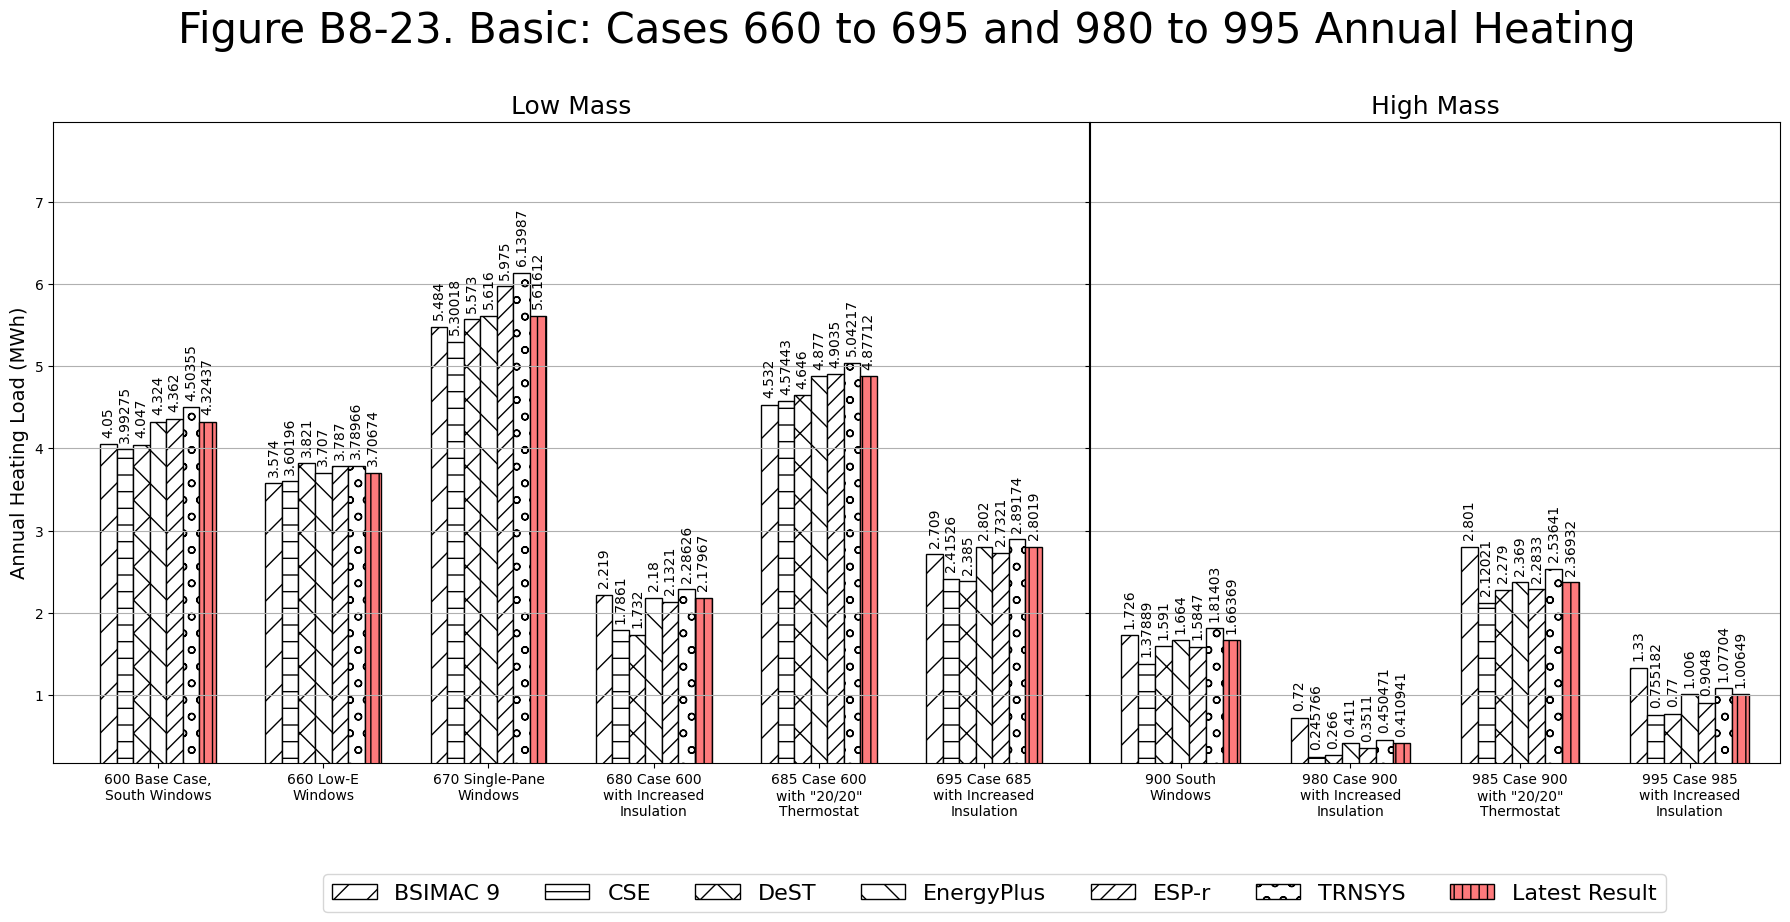 Figure B8-23. Basic: Cases 660 to 695 and 980 to 995 Annual Heating
Low Mass
High Mass
Annual Heating Load (MWh)
7
6
5
4
3
2
1
4.05
3.99275
4.047
4.324
4.362
4.50355
4.32437
3.574
3.60196
3.821
3.707
3.787
3.78966
3.70674
5.484
5.30018
5.573
5.616
5.975
6.13987
5.61612
2.219
1.7861
1.732
2.18
2.1321
2.28626
2.17967
4.532
4.57443
4.646
4.877
4.9035
5.04217
4.87712
2.709
2.41526
2.385
2.802
2.7321
2.89174
2.8019
1.726
1.37889
1.591
1.664
1.5847
1.81403
1.66369
0.72
0.245766
0.266
0.411
0.3511
0.450471
0.410941
2.801
2.12021
2.279
2.369
2.2833
2.53641
2.36932
1.33
0.755182
0.77
1.006
0.9048
1.07704
1.00649
600 Base Case,
South Windows
660 Low-E
Windows
670 Single-Pane
Windows
680 Case 600
with Increased
Insulation
685 Case 600
with "20/20"
Thermostat
695 Case 685
with Increased
Insulation
900 South
Windows
980 Case 900
with Increased
Insulation
985 Case 900
with "20/20"
Thermostat
995 Case 985
with Increased
Insulation
BSIMAC 9
CSE
DeST
EnergyPlus
ESP-r
TRNSYS
Latest Result